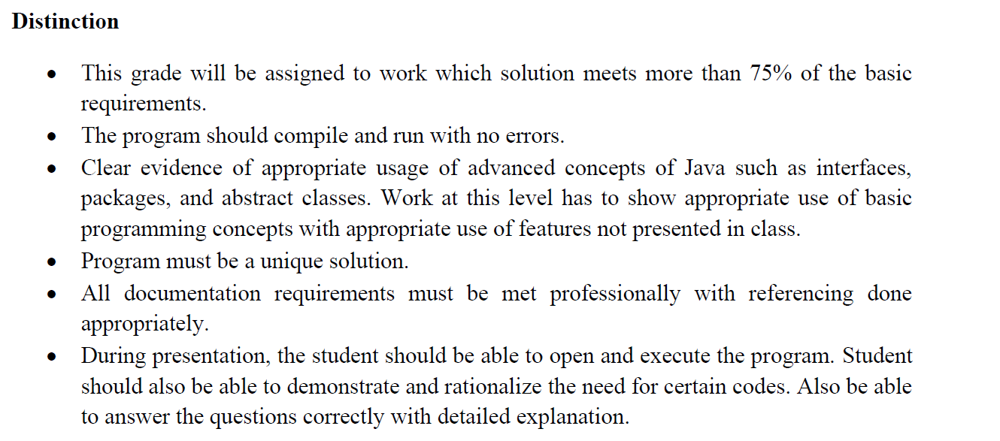 Distinction
• This grade will be assigned to work which solution meets more than 75% of the basic
requirements.
• The program should compile and run with no errors.
• Clear evidence of appropriate usage of advanced concepts of Java such as interfaces,
packages, and abstract classes. Work at this level has to show appropriate use of basic
programming concepts with appropriate use of features not presented in class.
• Program must be a unique solution.
• All documentation requirements must be met professionally with referencing done
appropriately.
• During presentation, the student should be able to open and execute the program. Student
should also be able to demonstrate and rationalize the need for certain codes. Also be able
to answer the questions correctly with detailed explanation.